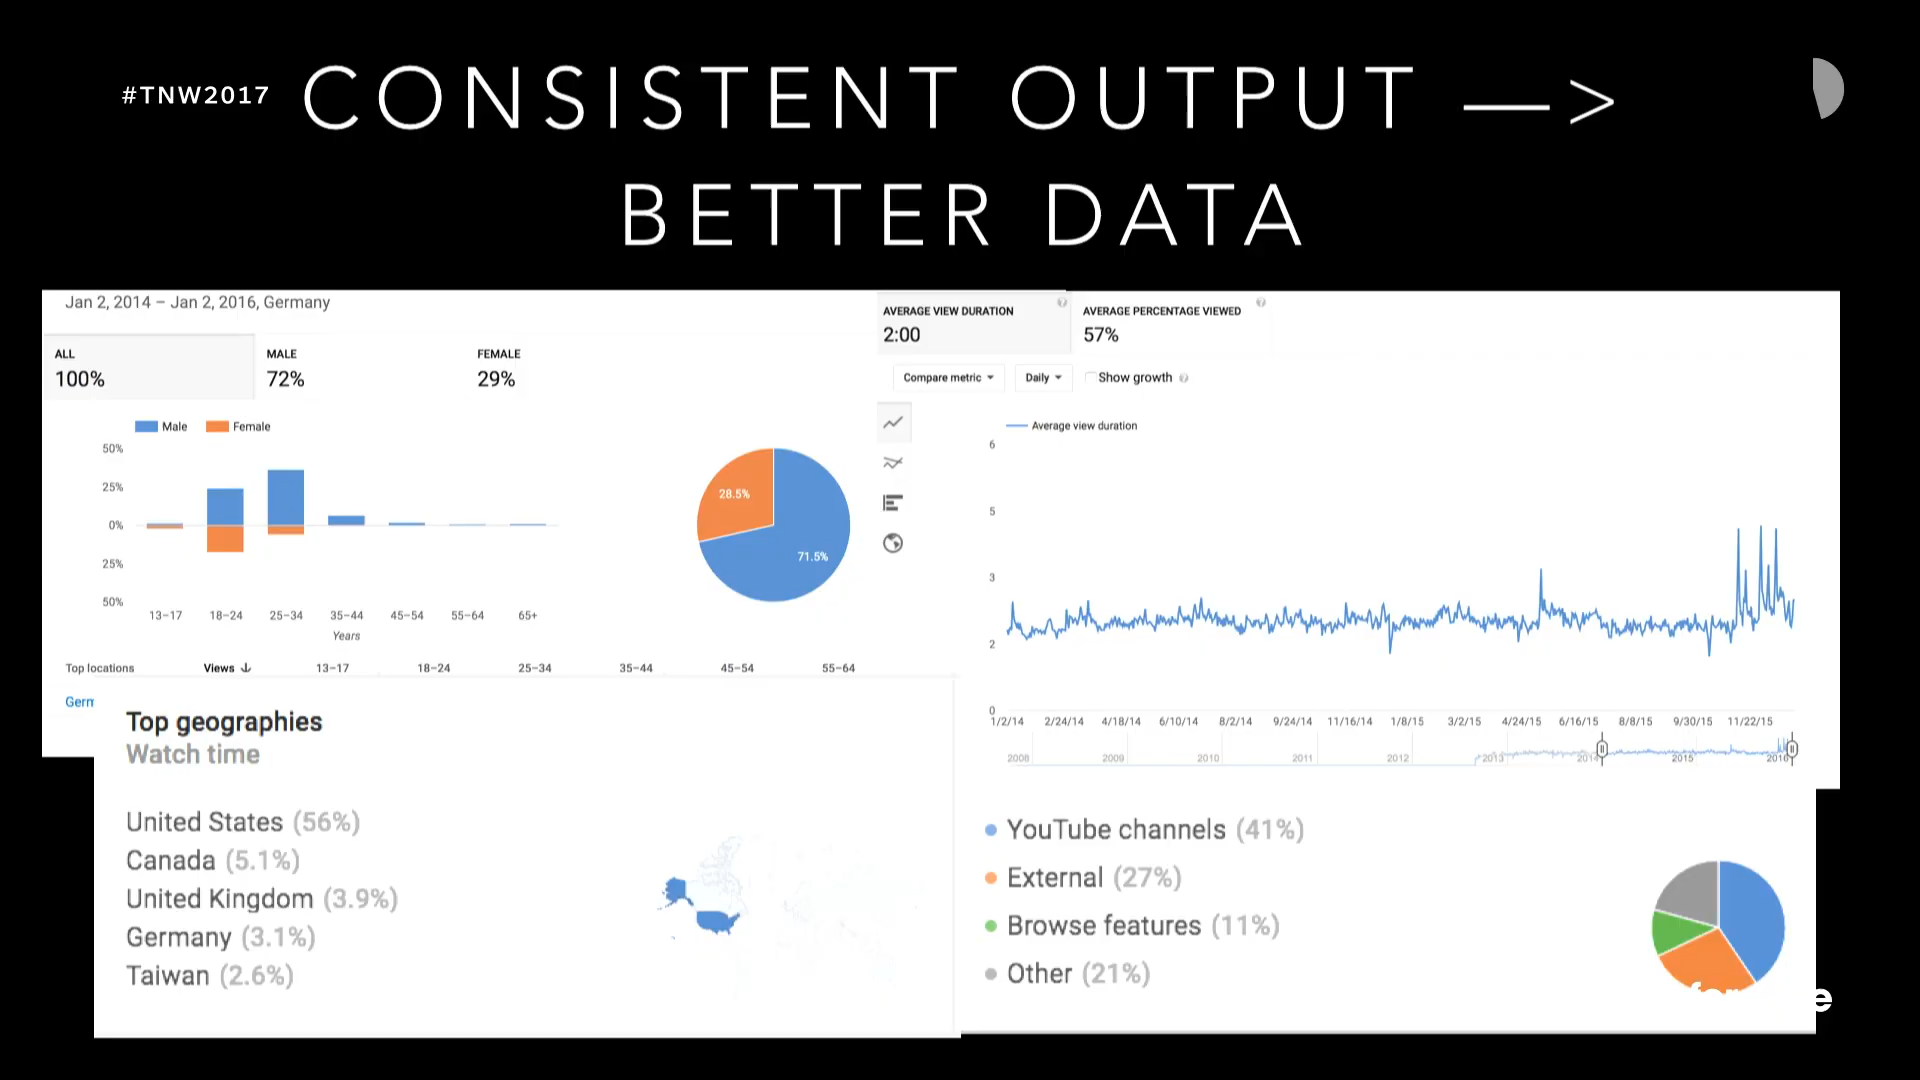 #TNW2017
CONSISTENT OUTPUT —>
BETTER DATA
Jan 2, 2014 – Jan 2, 2016, Germany
ALL
100%
MALE
72%
FEMALE
29%
Male
Female
50%
25%
0%
25%
50%
13–17 18–24 25–34 35–44 45–54 55–64 65+
Years
28.5%
71.5%
Top locations Views 13–17 18–24 25–34 35–44 45–54 55–64
AVERAGE VIEW DURATION
2:00
AVERAGE PERCENTAGE VIEWED
57%
Compare metric
Daily
Show growth
Average view duration
6
5
3
2
0
1/2/14 2/24/14 4/18/14 6/10/14 8/2/14 9/24/14 11/16/14 1/8/15 3/2/15 4/24/15 6/16/15 8/8/15 9/30/15 11/22/15
2008 2009 2010 2011 2012 2013 2014 2015 2016
Top geographies
Watch time
United States (56%)
Canada (5.1%)
United Kingdom (3.9%)
Germany (3.1%)
Taiwan (2.6%)
YouTube channels (41%)
External (27%)
Browse features (11%)
Other (21%)